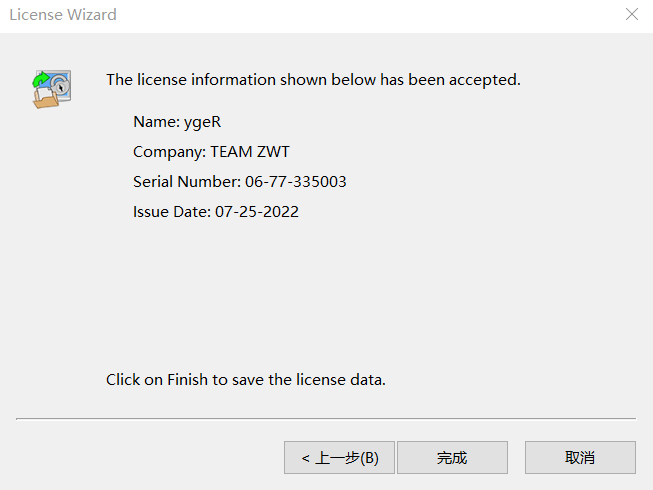 License Wizard
The license information shown below has been accepted.
Name: ygeR
Company: TEAM ZWT
Serial Number: 06-77-335003
Issue Date: 07-25-2022
Click on Finish to save the license data.
< 上一步(B)
完成
取消